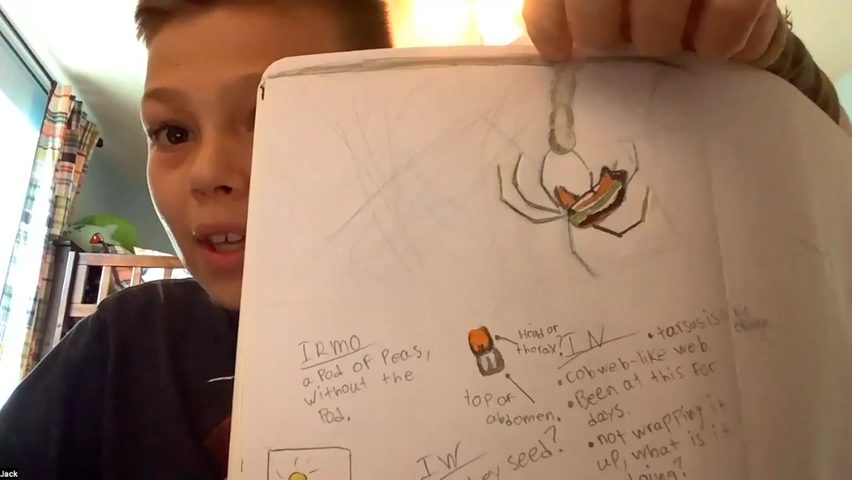 IRMO
a pod of Peas,
without the
Pod.
Head or
thorax?
top of
abdomen.
IN
• tarsus is
• cobweb-like web
• Been at this for
days.
• not wrapping it
up, what is it
doing?
IW
seed?
Jack